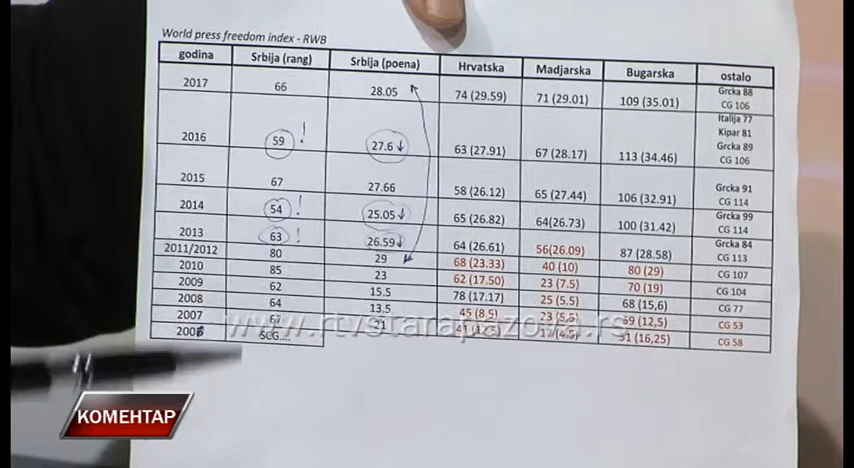 World press freedom index - RWB
godina Srbija (rang) Srbija (poena) Hrvatska Madjarska Bugarska ostalo
2017 66 28.05 74 (29.59) 71 (29.01) 109 (35.01) Grcka 88
CG 106
2016 59 ! 27.6 ↓ 63 (27.91) 67 (28.17) 113 (34.46) Italija 77
Kipar 81
Grcka 89
CG 106
2015 67 27.66 58 (26.12) 65 (27.44) 106 (32.91) Grcka 91
CG 114
2014 54 ! 25.05 ↓ 65 (26.82) 64(26.73) 100 (31.42) Grcka 99
CG 114
2013 63 ! 26.59 ↓ 64 (26.61) 56(26.09) 87 (28.58) Grcka 84
CG 113
2011/2012 80 29 68 (23.33) 40 (10) 80 (29) CG 107
2010 85 23 62 (17.50) 23 (7.5) 70 (19) CG 104
2009 62 15.5 78 (17.17) 25 (5.5) 68 (15,6) CG 77
2008 64 13.5 45 (8.5) 23 (5,5) 59 (12,5) CG 53
2007 67 21 51 (16,25) CG 58
2006 SCG....
www.rtvstarapazova.rs
КОМЕНТАР